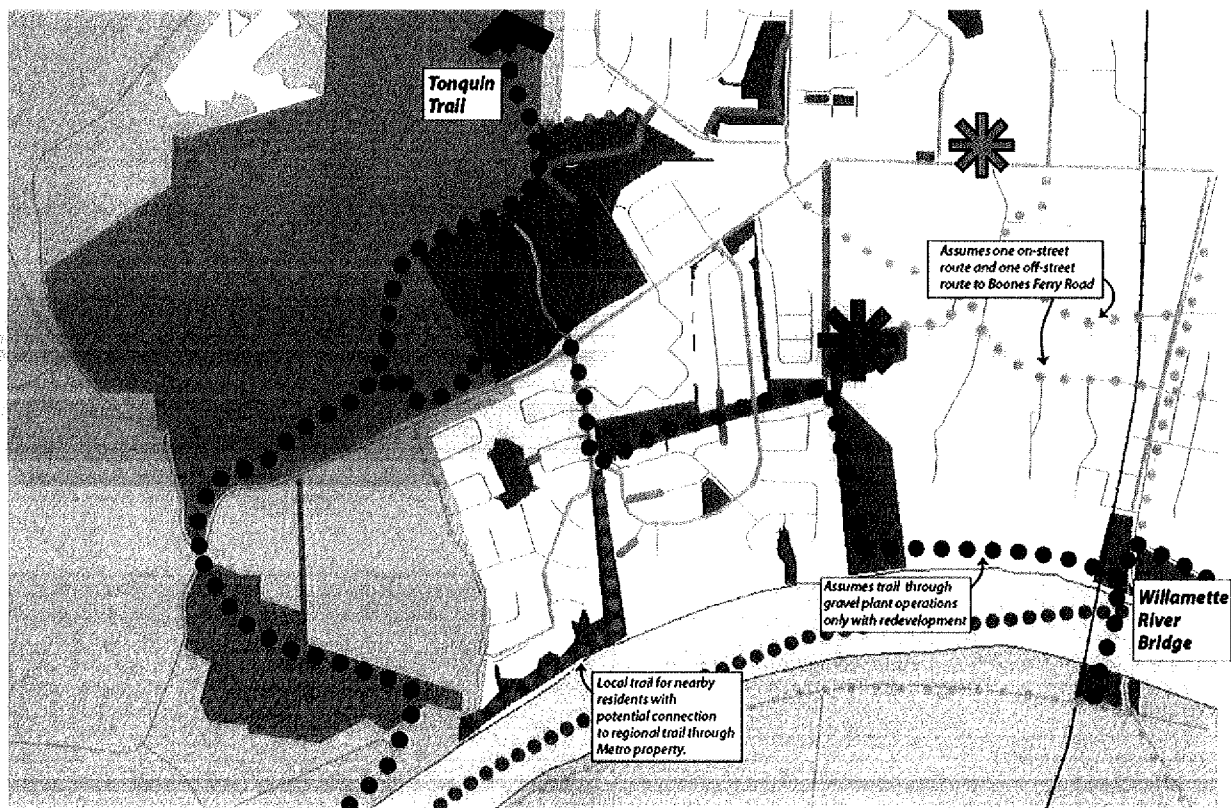 Tonquin
Trail
Assumes one on-street
route and one off-street
route to Boones Ferry Road
Assumes trail through
gravel plant operations
only with redevelopment
Willamette
River
Bridge
Local trail for nearby
residents with
potential connection
to regional trail through
Metro property.